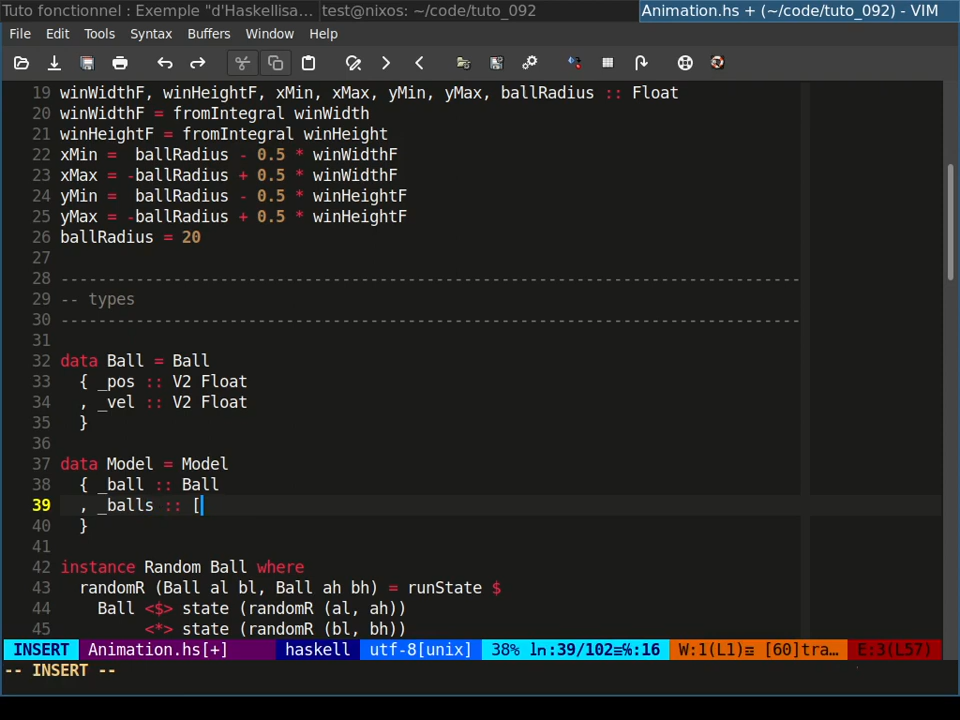 Tuto fonctionnel : Exemple "d'Haskellisa... test@nixos: ~/code/tuto_092 Animation.hs + (~/code/tuto_092) - VIM
File Edit Tools Syntax Buffers Window Help
19 winWidthF, winHeightF, xMin, xMax, yMin, yMax, ballRadius :: Float
20 winWidthF = fromIntegral winWidth
21 winHeightF = fromIntegral winHeight
22 xMin =  ballRadius - 0.5 * winWidthF
23 xMax = -ballRadius + 0.5 * winWidthF
24 yMin =  ballRadius - 0.5 * winHeightF
25 yMax = -ballRadius + 0.5 * winHeightF
26 ballRadius = 20
27
28 -------------------------------------------------------------------------------
29 -- types
30 -------------------------------------------------------------------------------
31
32 data Ball = Ball
33   { _pos :: V2 Float
34   , _vel :: V2 Float
35   }
36
37 data Model = Model
38   { _ball :: Ball
39   , _balls :: [
40   }
41
42 instance Random Ball where
43   randomR (Ball al bl, Ball ah bh) = runState $
44     Ball <$> state (randomR (al, ah))
45          <*> state (randomR (bl, bh))
INSERT Animation.hs[+] haskell utf-8[unix] 38% ln:39/102≡℅:16 W:1(L1)≡ [60]tra... E:3(L57)
-- INSERT --